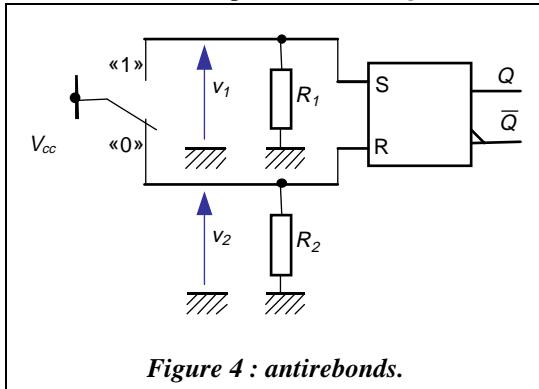 «1»
v1
R1
S
Q
Q̅
R
Vcc
«0»
v2
R2
Figure 4 : antirebonds.